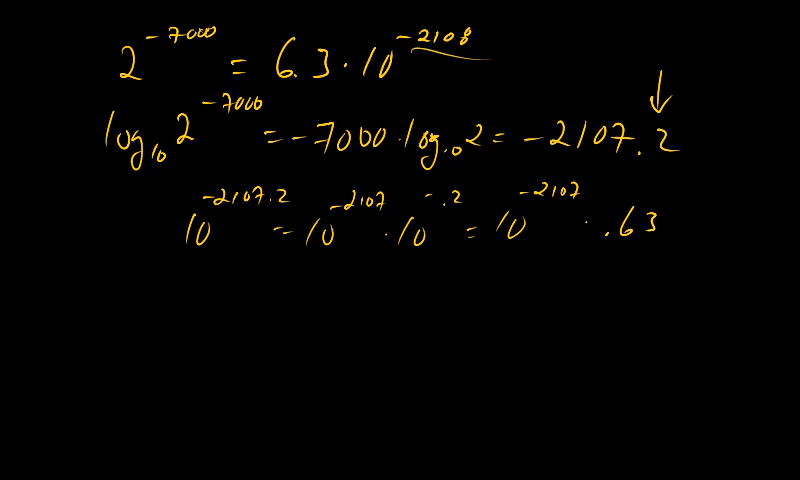 2^-7000 = 6.3 · 10^-2108
log₁₀ 2^-7000 = -7000 · log₁₀ 2 = -2107.2
10^-2107.2 = 10^-2107 · 10^-.2 = 10^-2107 · .63